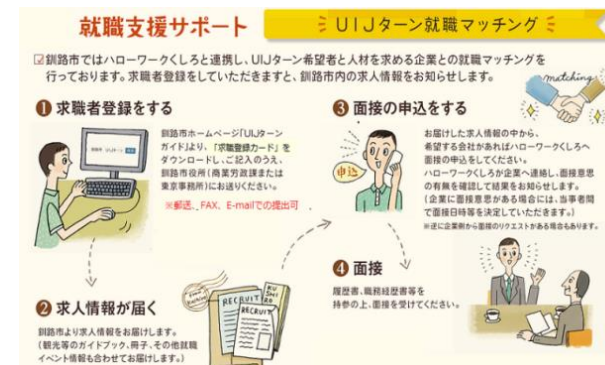 就職支援サポート
UIJターン就職マッチング
☑釧路市ではハローワークくしろと連携し、UIJターン希望者と人材を求める企業との就職マッチングを
行っております。求職者登録をしていただきますと、釧路市内の求人情報をお知らせします。
matching
❶ 求職者登録をする
釧路市ホームページ「UIJターン
ガイド」より、「求職登録カード」を
ダウンロードし、ご記入のうえ、
釧路市役所(商業労政課または
東京事務所)にお送りください。
※郵送、FAX、E-mailでの提出可
❷ 求人情報が届く
釧路市より求人情報をお届けします。
(観光等のガイドブック、冊子、その他就職
イベント情報も合わせてお届けします。)
RECRUIT
RECRUIT
❸ 面接の申込をする
申込
お届けした求人情報の中から、
希望する会社があればハローワークくしろへ
面接の申込をしてください。
ハローワークくしろが企業へ連絡し、面接意思
の有無を確認して結果をお知らせします。
(企業に面接意思がある場合には、当事者間
で面接日時等を決定していただきます。)
※逆に企業側から面接のリクエストがある場合もあります。
❹ 面接
履歴書、職務経歴書等を
持参の上、面接を受けてください。